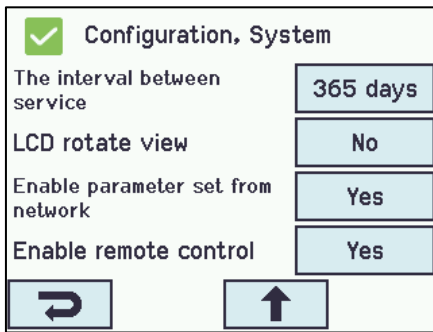 Configuration, System
The interval between
service
365 days
LCD rotate view
No
Enable parameter set from
network
Yes
Enable remote control
Yes